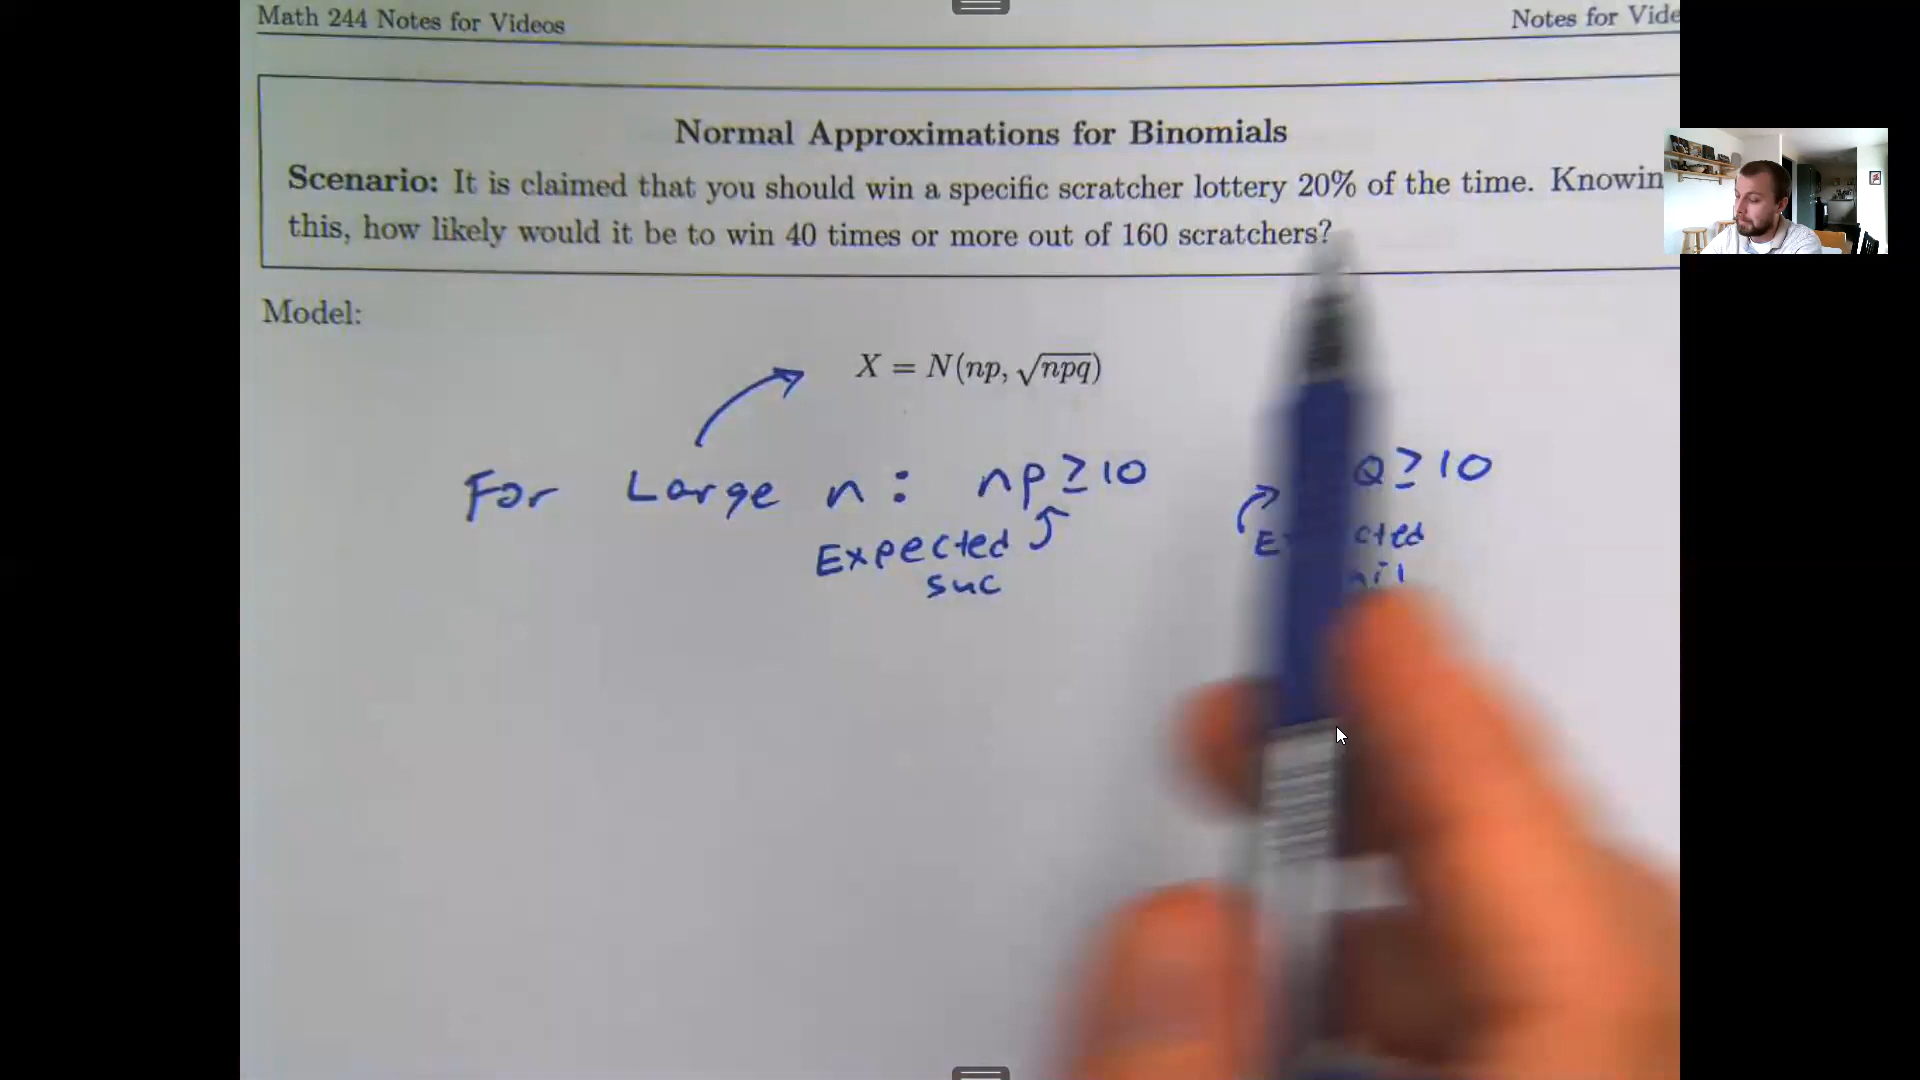 Math 244 Notes for Videos
Notes for Vide
Normal Approximations for Binomials
Scenario: It is claimed that you should win a specific scratcher lottery 20% of the time. Knowin
this, how likely would it be to win 40 times or more out of 160 scratchers?
Model:
X = N(np, √npq)
For Large n: np ≥ 10 Q ≥ 10
Expected
suc